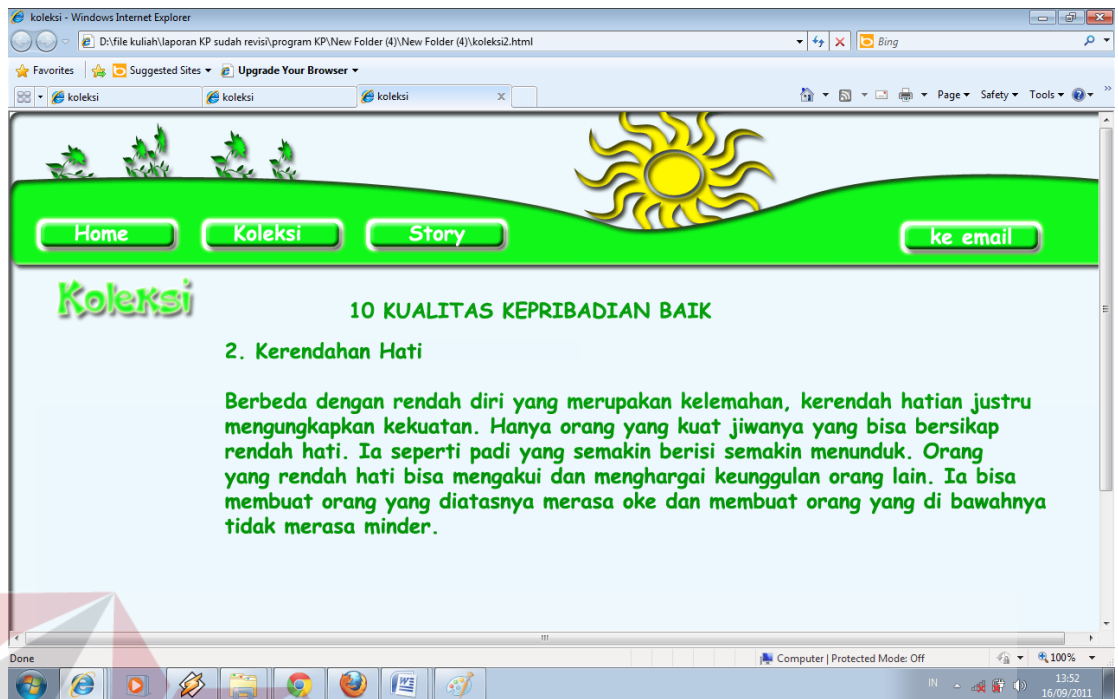 koleksi - Windows Internet Explorer
D:\file kuliah\laporan KP sudah revisi\program KP\New Folder (4)\New Folder (4)\koleksi2.html
Bing
Favorites Suggested Sites Upgrade Your Browser
koleksi koleksi koleksi Page Safety Tools
Home Koleksi Story ke email
Koleksi
10 KUALITAS KEPRIBADIAN BAIK
2. Kerendahan Hati
Berbeda dengan rendah diri yang merupakan kelemahan, kerendah hatian justru
mengungkapkan kekuatan. Hanya orang yang kuat jiwanya yang bisa bersikap
rendah hati. Ia seperti padi yang semakin berisi semakin menunduk. Orang
yang rendah hati bisa mengakui dan menghargai keunggulan orang lain. Ia bisa
membuat orang yang diatasnya merasa oke dan membuat orang yang di bawahnya
tidak merasa minder.
Done Computer | Protected Mode: Off 100%
IN 13:52
16/09/2011